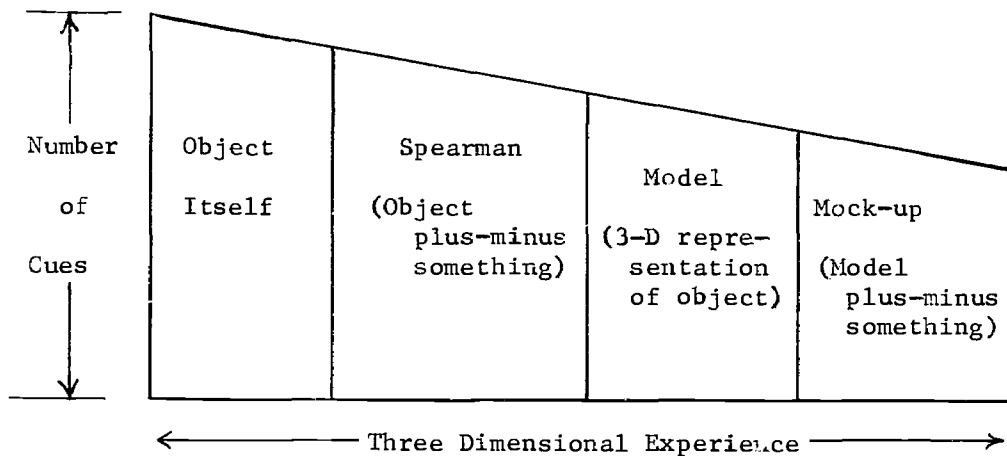 Number
of
Cues
Object
Itself
Spearman
(Object
plus-minus
something)
Model
(3-D repre-
sentation
of object)
Mock-up
(Model
plus-minus
something)
Three Dimensional Experience